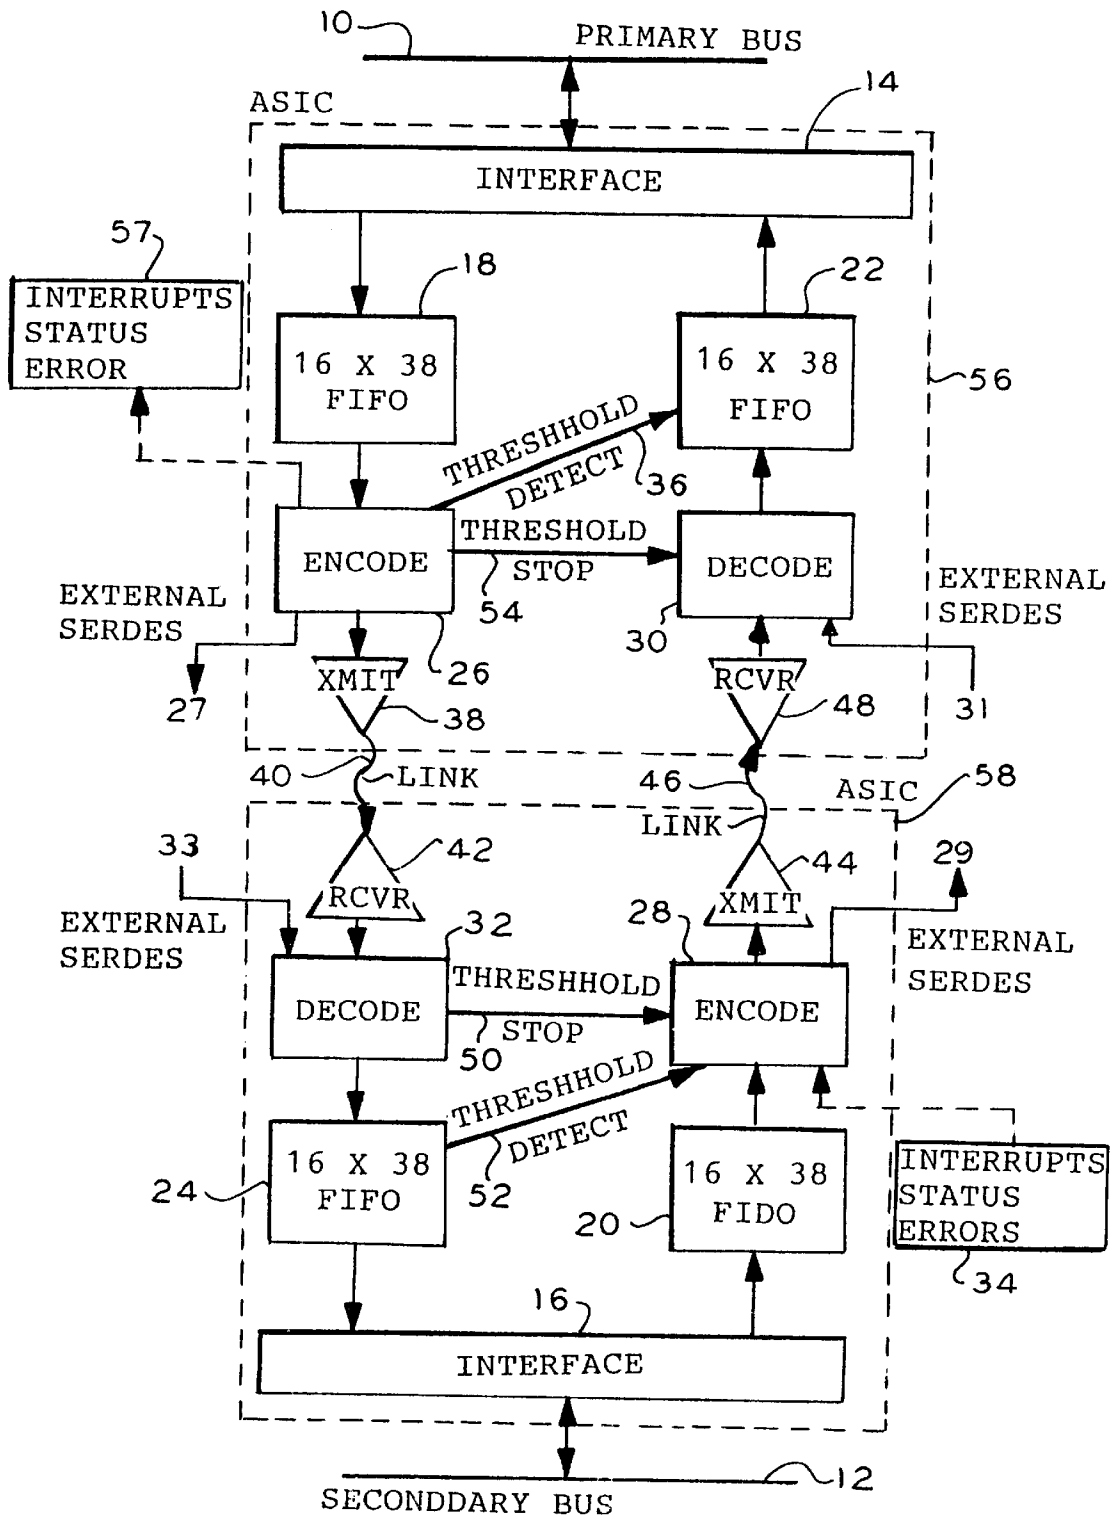 10
PRIMARY BUS
ASIC
14
INTERFACE
57
18
22
INTERRUPTS
STATUS
ERROR
16 X 38
FIFO
16 X 38
FIFO
56
THRESHHOLD
DETECT
36
ENCODE
THRESHOLD
STOP
54
DECODE
EXTERNAL
SERDES
EXTERNAL
SERDES
30
27
XMIT
26
38
RCVR
48
31
40
LINK
46
ASIC
58
LINK
33
42
44
29
RCVR
XMIT
EXTERNAL
SERDES
32
28
EXTERNAL
SERDES
DECODE
THRESHHOLD
STOP
50
ENCODE
THRESHHOLD
DETECT
52
24
16 X 38
FIFO
16 X 38
FIDO
20
INTERRUPTS
STATUS
ERRORS
34
16
INTERFACE
12
SECONDDARY BUS